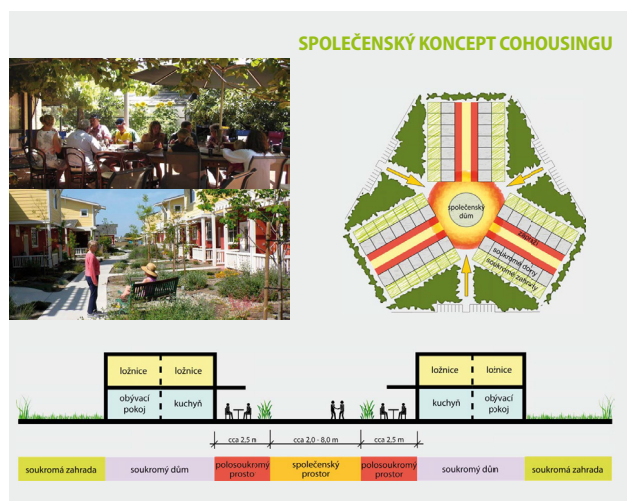 SPOLEČENSKÝ KONCEPT COHOUSINGU
společenský
dům
zápraží
soukromé domy
soukromé zahrady
ložnice
ložnice
ložnice
ložnice
obývací
pokoj
kuchyň
kuchyň
obývací
pokoj
cca 2,5 n
cca 2,0 - 8,0 m
cca 2,5 m
soukromá zahrada
soukromý dům
polosoukromý
prosto
společenský
prostor
polosoukromý
prostor
soukromý dům
soukromá zahrada